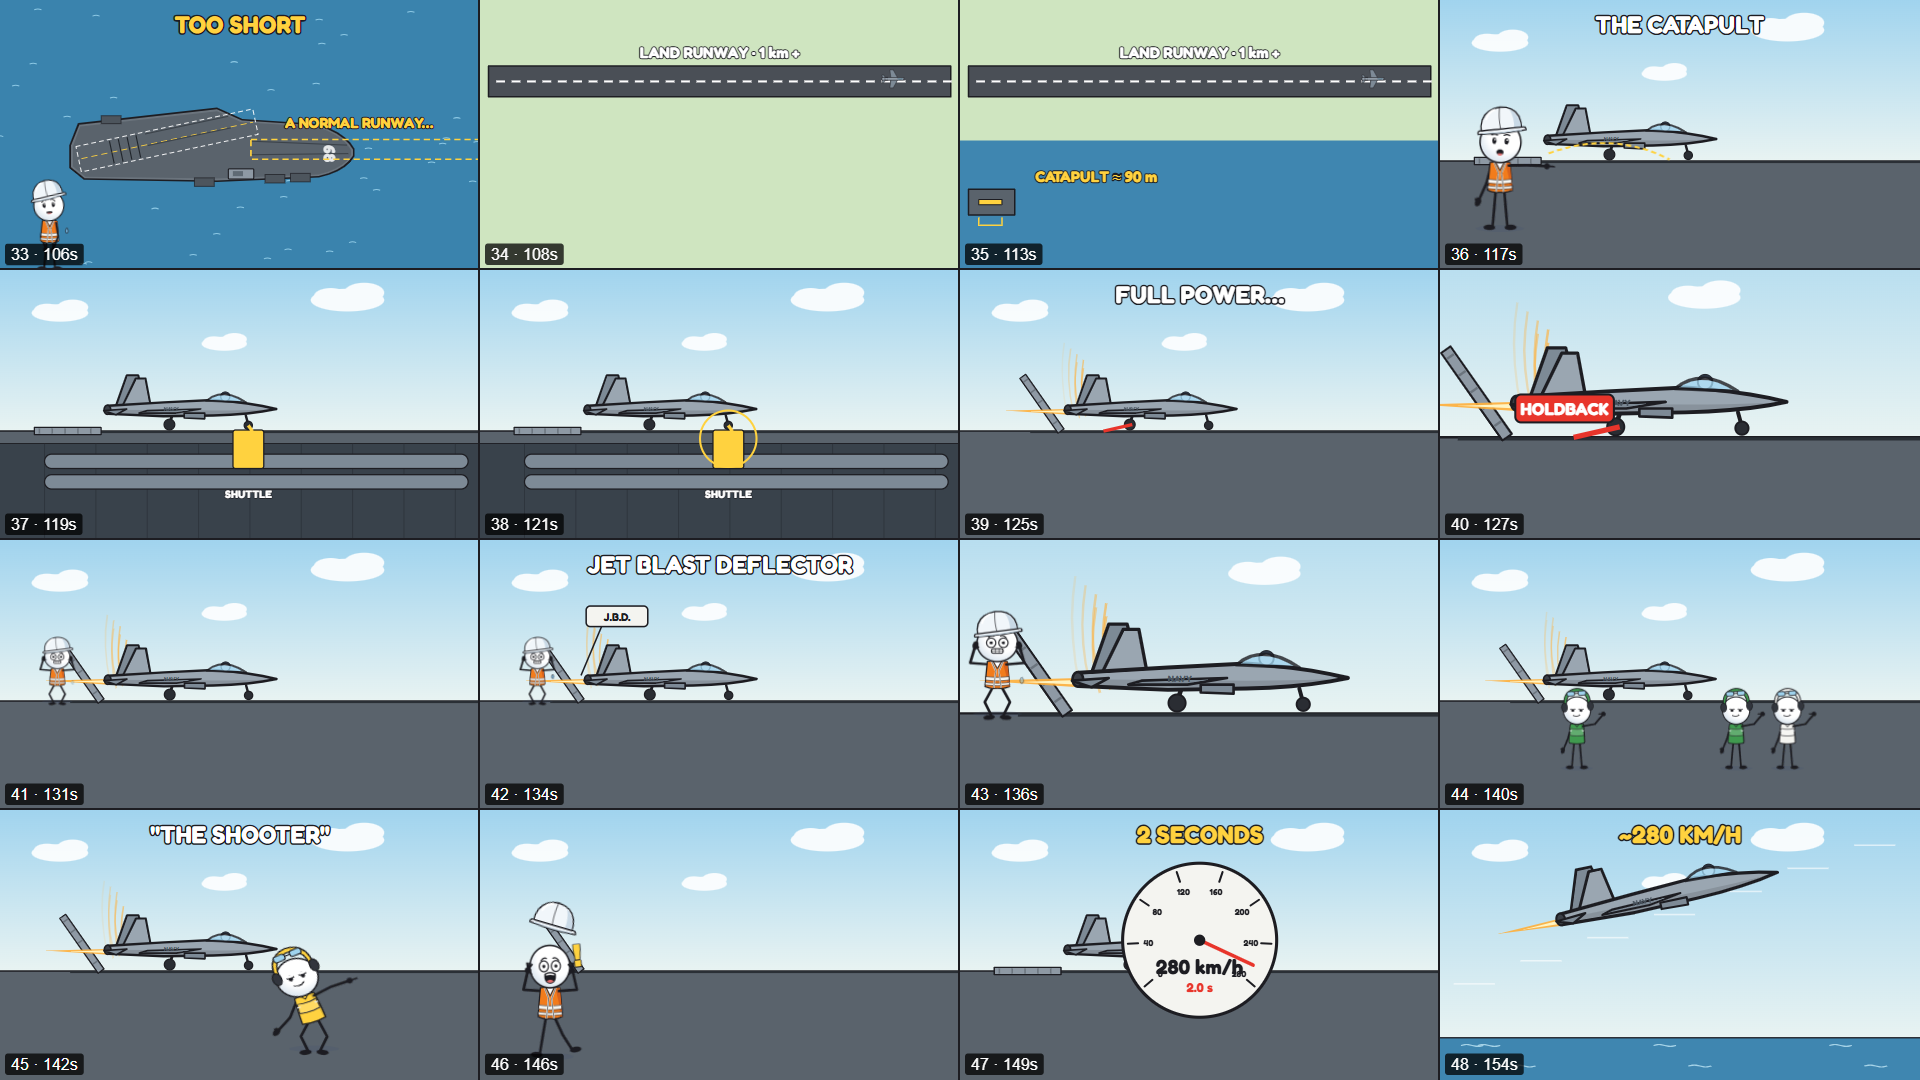 TOO SHORT
A NORMAL RUNWAY...
68
33 · 106s
LAND RUNWAY · 1 km +
34 · 108s
LAND RUNWAY · 1 km +
CATAPULT ≈ 90 m
35 · 113s
THE CATAPULT
36 · 117s
SHUTTLE
37 · 119s
SHUTTLE
38 · 121s
FULL POWER...
39 · 125s
HOLDBACK
40 · 127s
41 · 131s
JET BLAST DEFLECTOR
J.B.D.
42 · 134s
NAVY
43 · 136s
44 · 140s
"THE SHOOTER"
45 · 142s
46 · 146s
2 SECONDS
120 160
80 200
40 240
280 km/h
2.0 s
47 · 149s
~280 KM/H
48 · 154s